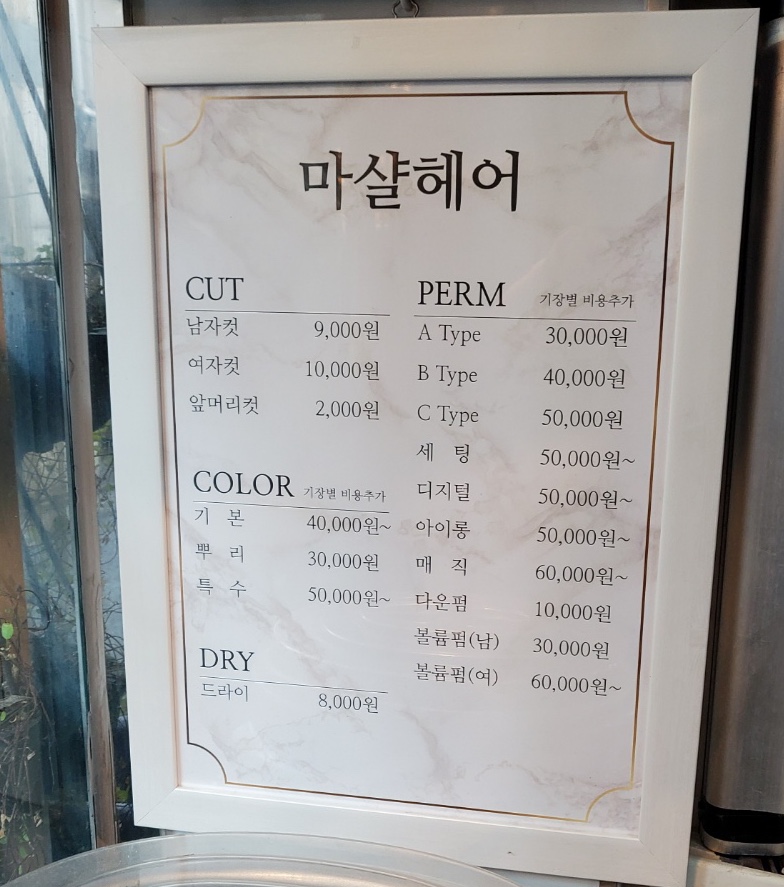 마샬헤어
CUT
남자컷 9,000원
여자컷 10,000원
앞머리컷 2,000원
COLOR 기장별 비용추가
기 본 40,000원~
뿌 리 30,000원
특 수 50,000원~
DRY
드라이 8,000원
PERM 기장별 비용추가
A Type 30,000원
B Type 40,000원
C Type 50,000원
세 팅 50,000원~
디지털 50,000원~
아이롱 50,000원~
매 직 60,000원~
다운펌 10,000원
볼륨펌(남) 30,000원
볼륨펌(여) 60,000원~